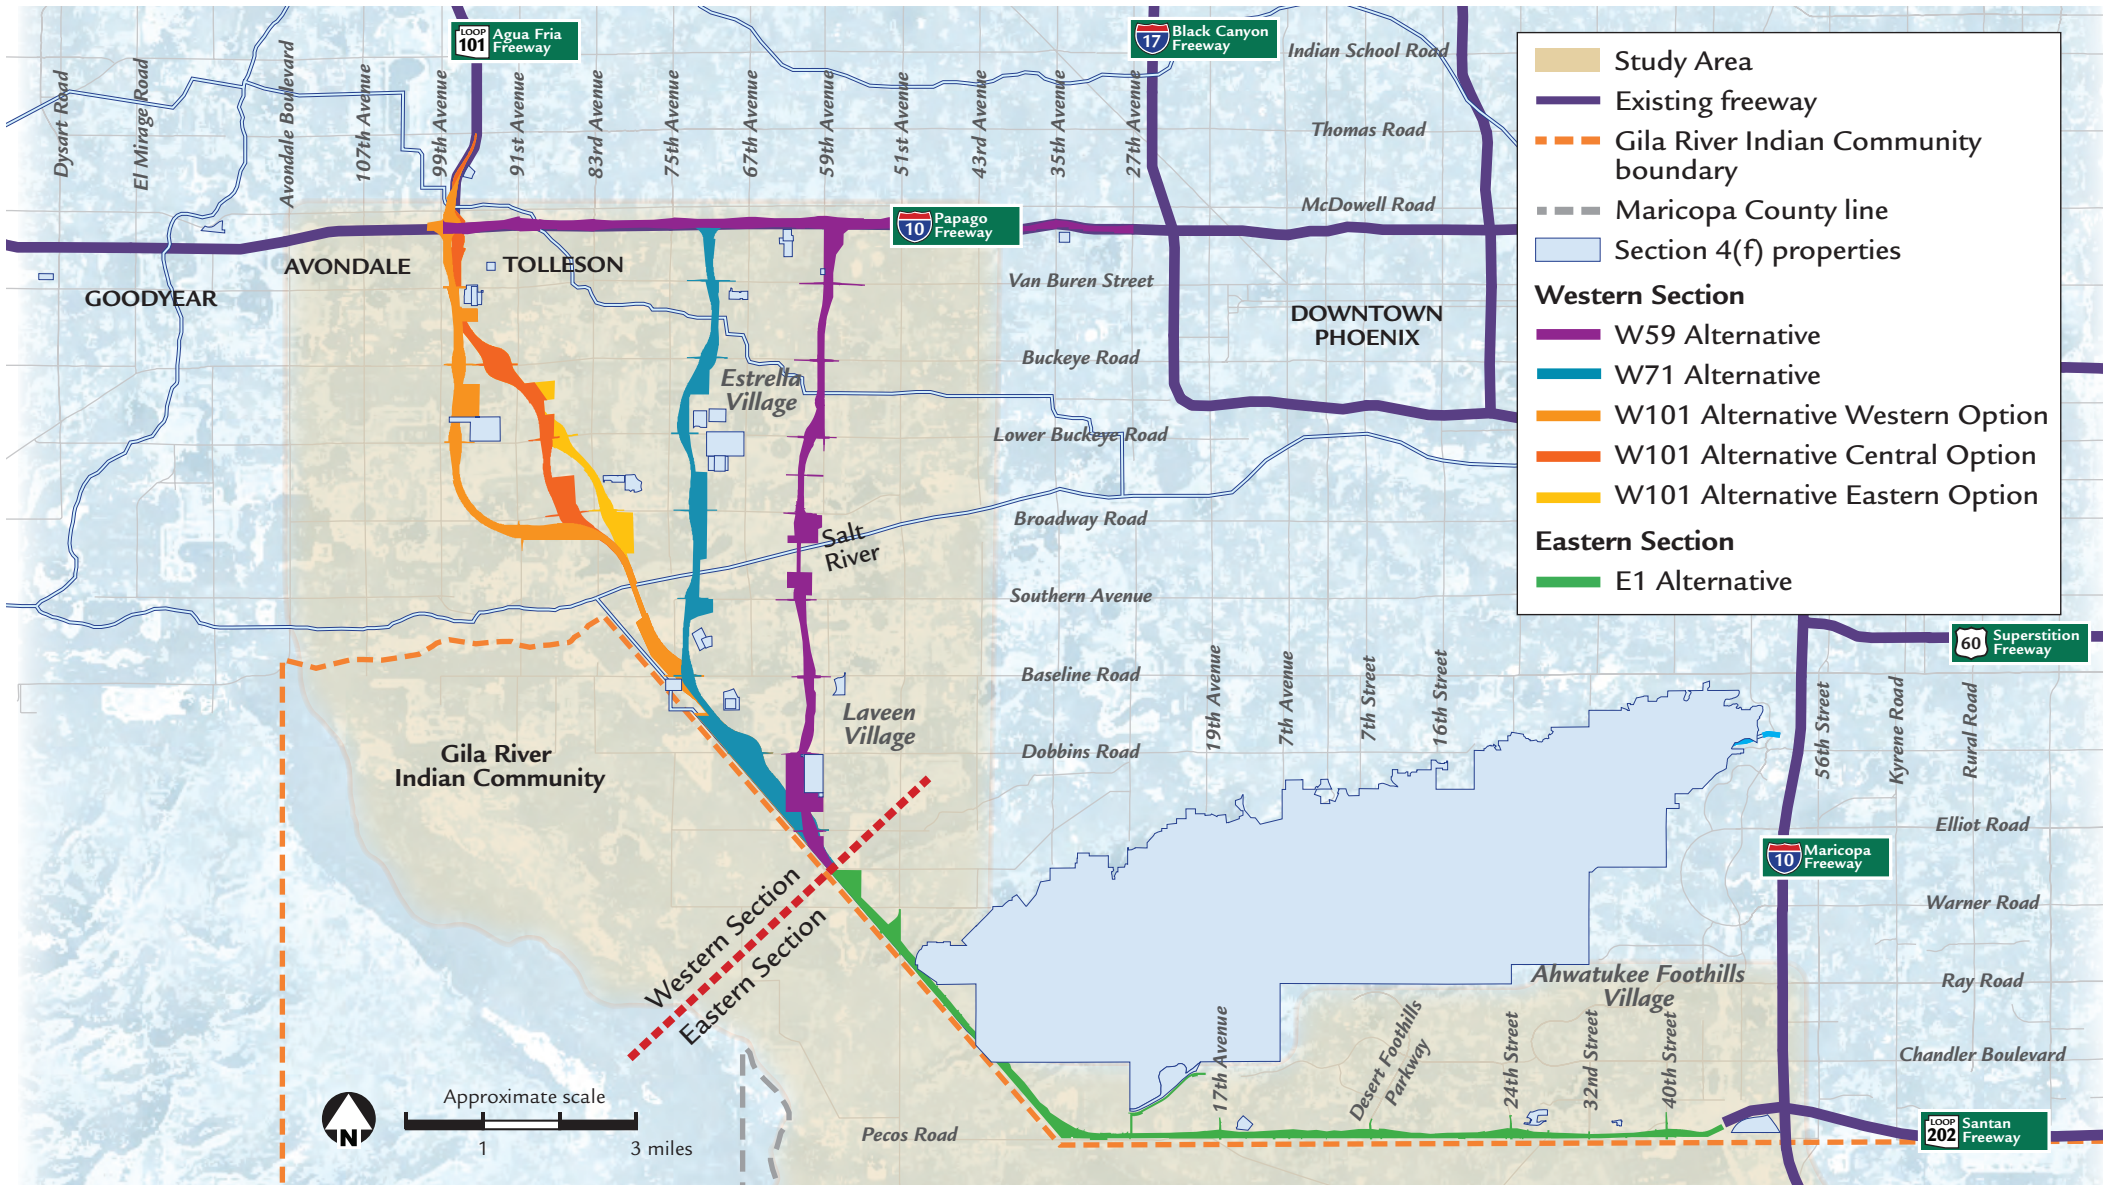 LOOP
101
Agua Fria
Freeway
17
Black Canyon
Freeway
Indian School Road
Thomas Road
McDowell Road
Dysart Road
El Mirage Road
Avondale Boulevard
107th Avenue
99th Avenue
91st Avenue
83rd Avenue
75th Avenue
67th Avenue
59th Avenue
51st Avenue
43rd Avenue
35th Avenue
27th Avenue
10
Papago
Freeway
AVONDALE
TOLLESON
GOODYEAR
Van Buren Street
DOWNTOWN
PHOENIX
Buckeye Road
Estrella
Village
Lower Buckeye Road
Broadway Road
Salt
River
Southern Avenue
Baseline Road
Laveen
Village
Dobbins Road
Gila River
Indian Community
19th Avenue
7th Avenue
7th Street
16th Street
Study Area
Existing freeway
Gila River Indian Community
boundary
Maricopa County line
Section 4(f) properties
Western Section
W59 Alternative
W71 Alternative
W101 Alternative Western Option
W101 Alternative Central Option
W101 Alternative Eastern Option
Eastern Section
E1 Alternative
60
Superstition
Freeway
56th Street
Kyrene Road
Rural Road
Elliot Road
10
Maricopa
Freeway
Warner Road
Ray Road
Chandler Boulevard
Western Section
Eastern Section
Ahwatukee Foothills
Village
17th Avenue
Desert Foothills
Parkway
24th Street
32nd Street
40th Street
Pecos Road
LOOP
202
Santan
Freeway
N
Approximate scale
1
3 miles